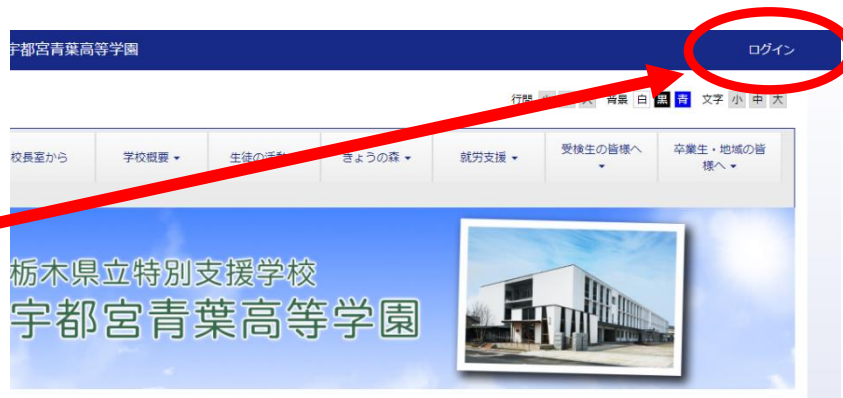 宇都宮青葉高等学園
ログイン
行間 背景 白 黒 青 文字 小 中 大
校長室から 学校概要 生徒の活動 きょうの森 就労支援 受検生の皆様へ 卒業生・地域の皆
様へ
栃木県立特別支援学校
宇都宮青葉高等学園